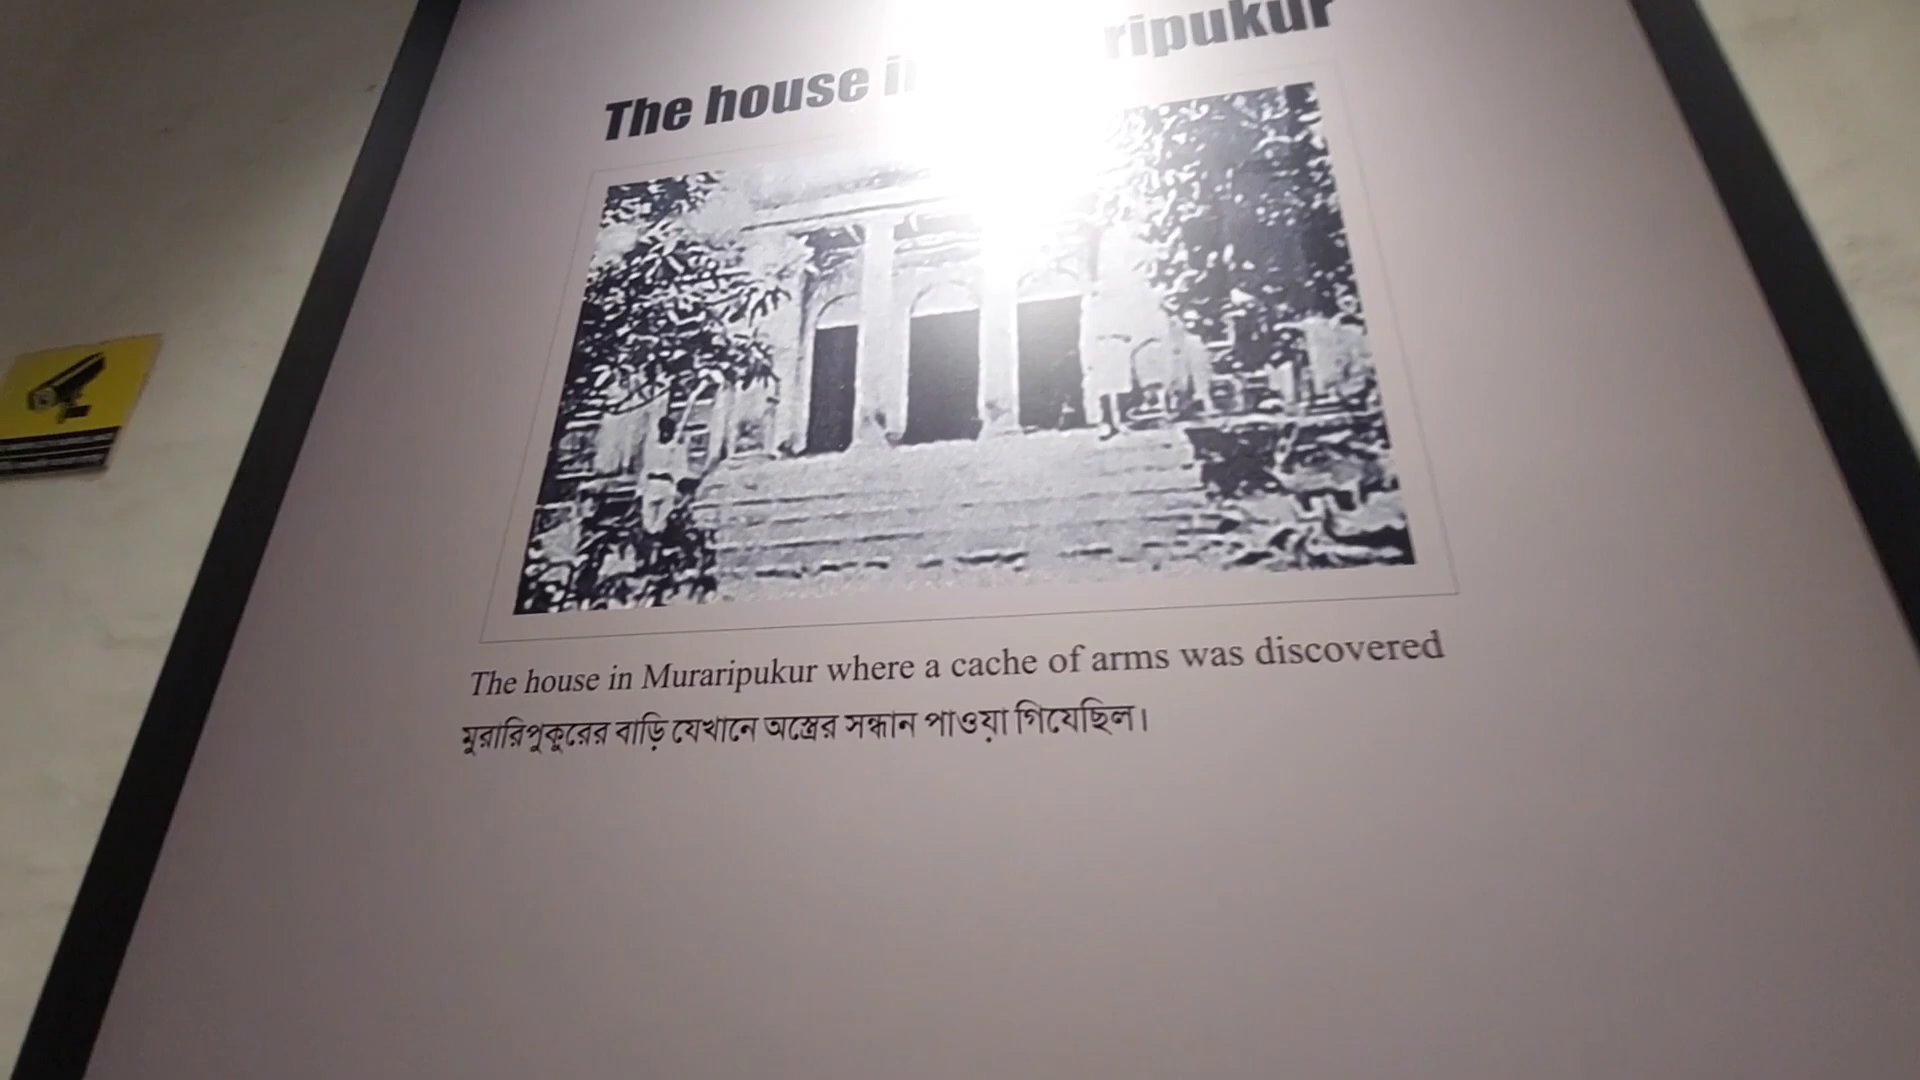 The house ripukur
The house in Muraripukur where a cache of arms was discovered
মুরারিপুকুরের বাড়ি যেখানে অস্ত্রের সন্ধান পাওয়া গিয়েছিল।